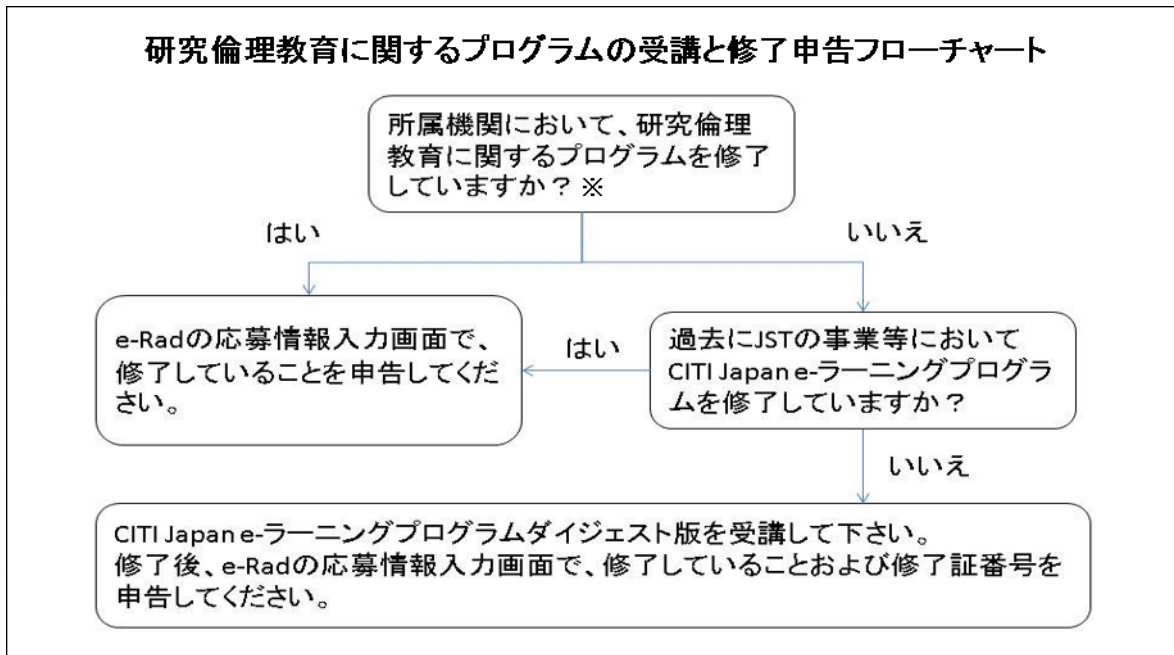 研究倫理教育に関するプログラムの受講と修了申告フローチャート
所属機関において、研究倫理
教育に関するプログラムを修了
していますか？ ※
はい
いいえ
e-Radの応募情報入力画面で、
修了していることを申告してくだ
さい。
はい
過去にJSTの事業等において
CITI Japan e-ラーニングプログラ
ムを修了していますか？
いいえ
CITI Japan e-ラーニングプログラムダイジェスト版を受講して下さい。
修了後、e-Radの応募情報入力画面で、修了していることおよび修了証番号を
申告してください。